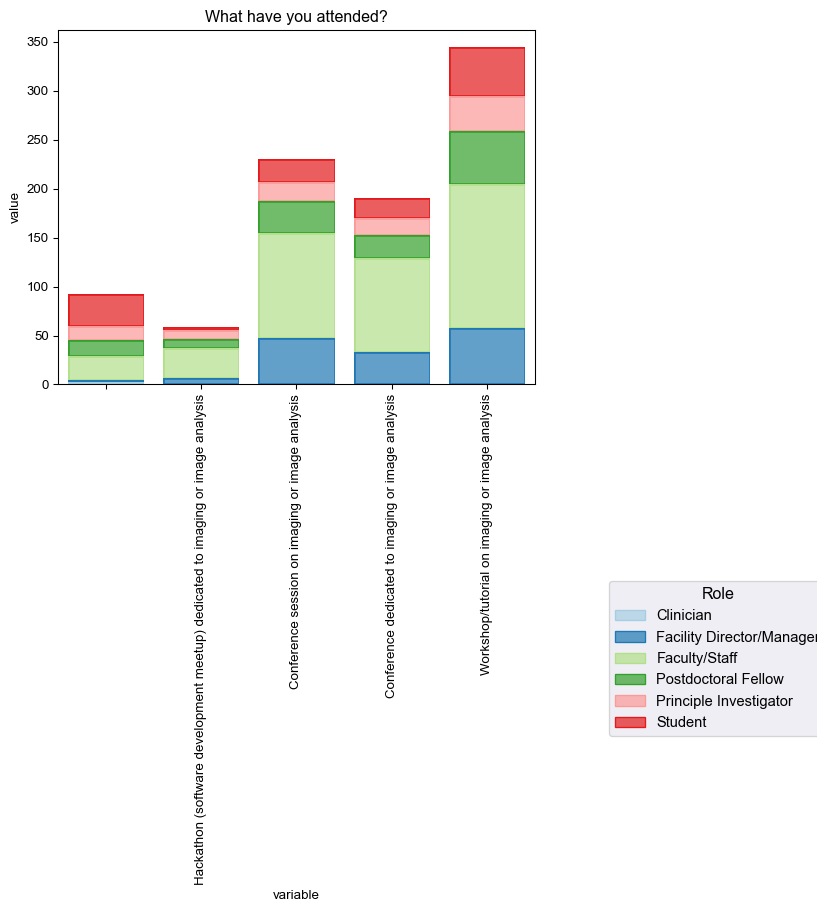 What have you attended?
350
300
250
200
150
100
50
0
value
Hackathon (software development meetup) dedicated to imaging or image analysis
Conference session on imaging or image analysis
Conference dedicated to imaging or image analysis
Workshop/tutorial on imaging or image analysis
variable
Role
Clinician
Facility Director/Manager
Faculty/Staff
Postdoctoral Fellow
Principle Investigator
Student